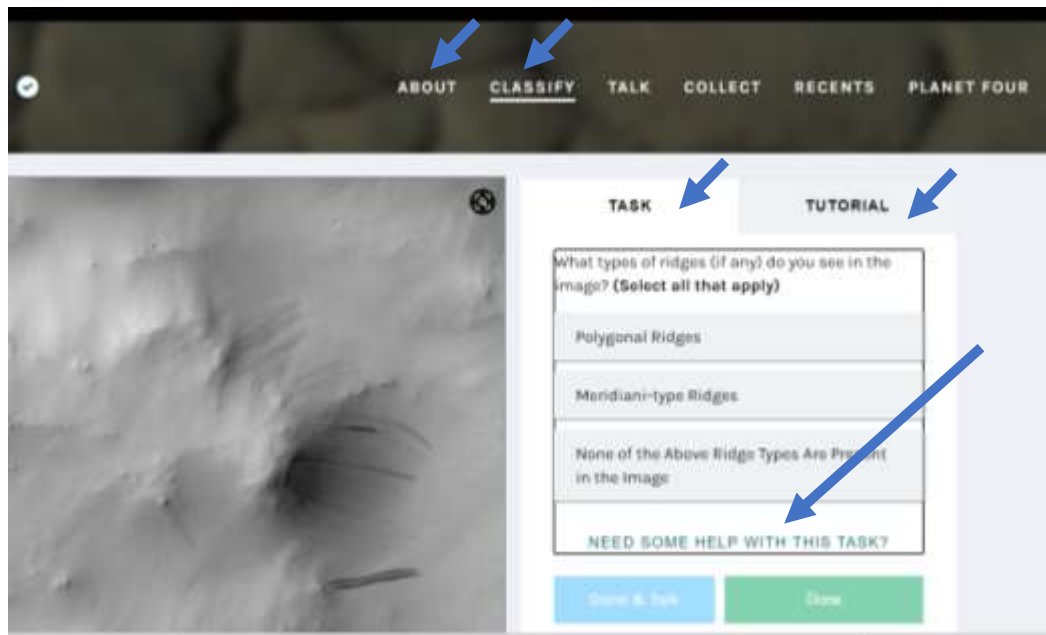 ABOUT CLASSIFY TALK COLLECT RECENTS PLANET FOUR
TASK TUTORIAL
What types of ridges (if any) do you see in the
image? (Select all that apply)
Polygonal Ridges
Meridiani-type Ridges
None of the Above Ridge Types Are Present
in the Image
NEED SOME HELP WITH THIS TASK?
Done & Talk Done